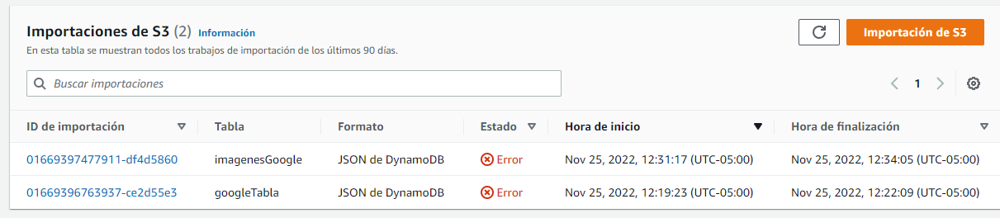 Importaciones de S3 (2) Información
Importación de S3
En esta tabla se muestran todos los trabajos de importación de los últimos 90 días.
Buscar importaciones
1
ID de importación Tabla Formato Estado Hora de inicio Hora de finalización
01669397477911-df4d5860 imagenesGoogle JSON de DynamoDB Error Nov 25, 2022, 12:31:17 (UTC-05:00) Nov 25, 2022, 12:34:05 (UTC-05:00)
01669396763937-ce2d55e3 googleTabla JSON de DynamoDB Error Nov 25, 2022, 12:19:23 (UTC-05:00) Nov 25, 2022, 12:22:09 (UTC-05:00)